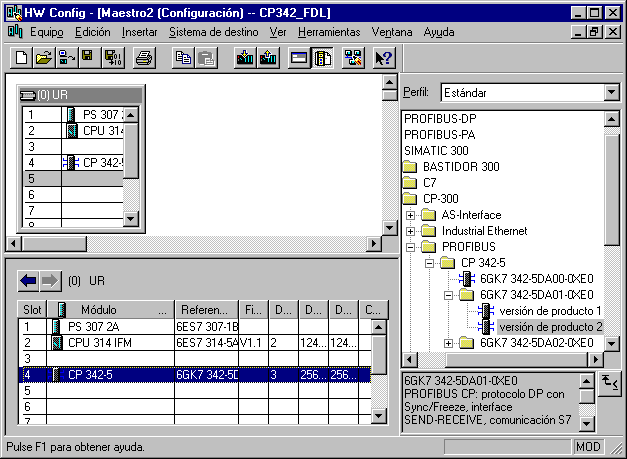 HW Config - [Maestro2 (Configuración) -- CP342_FDL]
Equipo Edición Insertar Sistema de destino Ver Herramientas Ventana Ayuda
(0) UR
1 PS 307 2
2 CPU 314
3
4 CP 342-5
5
6
7
8
Perfil: Estándar
PROFIBUS-DP
PROFIBUS-PA
SIMATIC 300
BASTIDOR 300
C7
CP-300
AS-Interface
Industrial Ethernet
PROFIBUS
CP 342-5
6GK7 342-5DA00-0XE0
6GK7 342-5DA01-0XE0
versión de producto 1
versión de producto 2
6GK7 342-5DA02-0XE0
(0) UR
Slot Módulo ... Referen... Fi... D... D... D... C...
1 PS 307 2A 6ES7 307-1B
2 CPU 314 IFM 6ES7 314-5A V1.1 2 124... 124...
3
4 CP 342-5 6GK7 342-5D 3 256... 256...
5
6
6GK7 342-5DA01-0XE0
PROFIBUS CP: protocolo DP con
Sync/Freeze, interface
SEND-RECEIVE, comunicación S7
Pulse F1 para obtener ayuda.
MOD